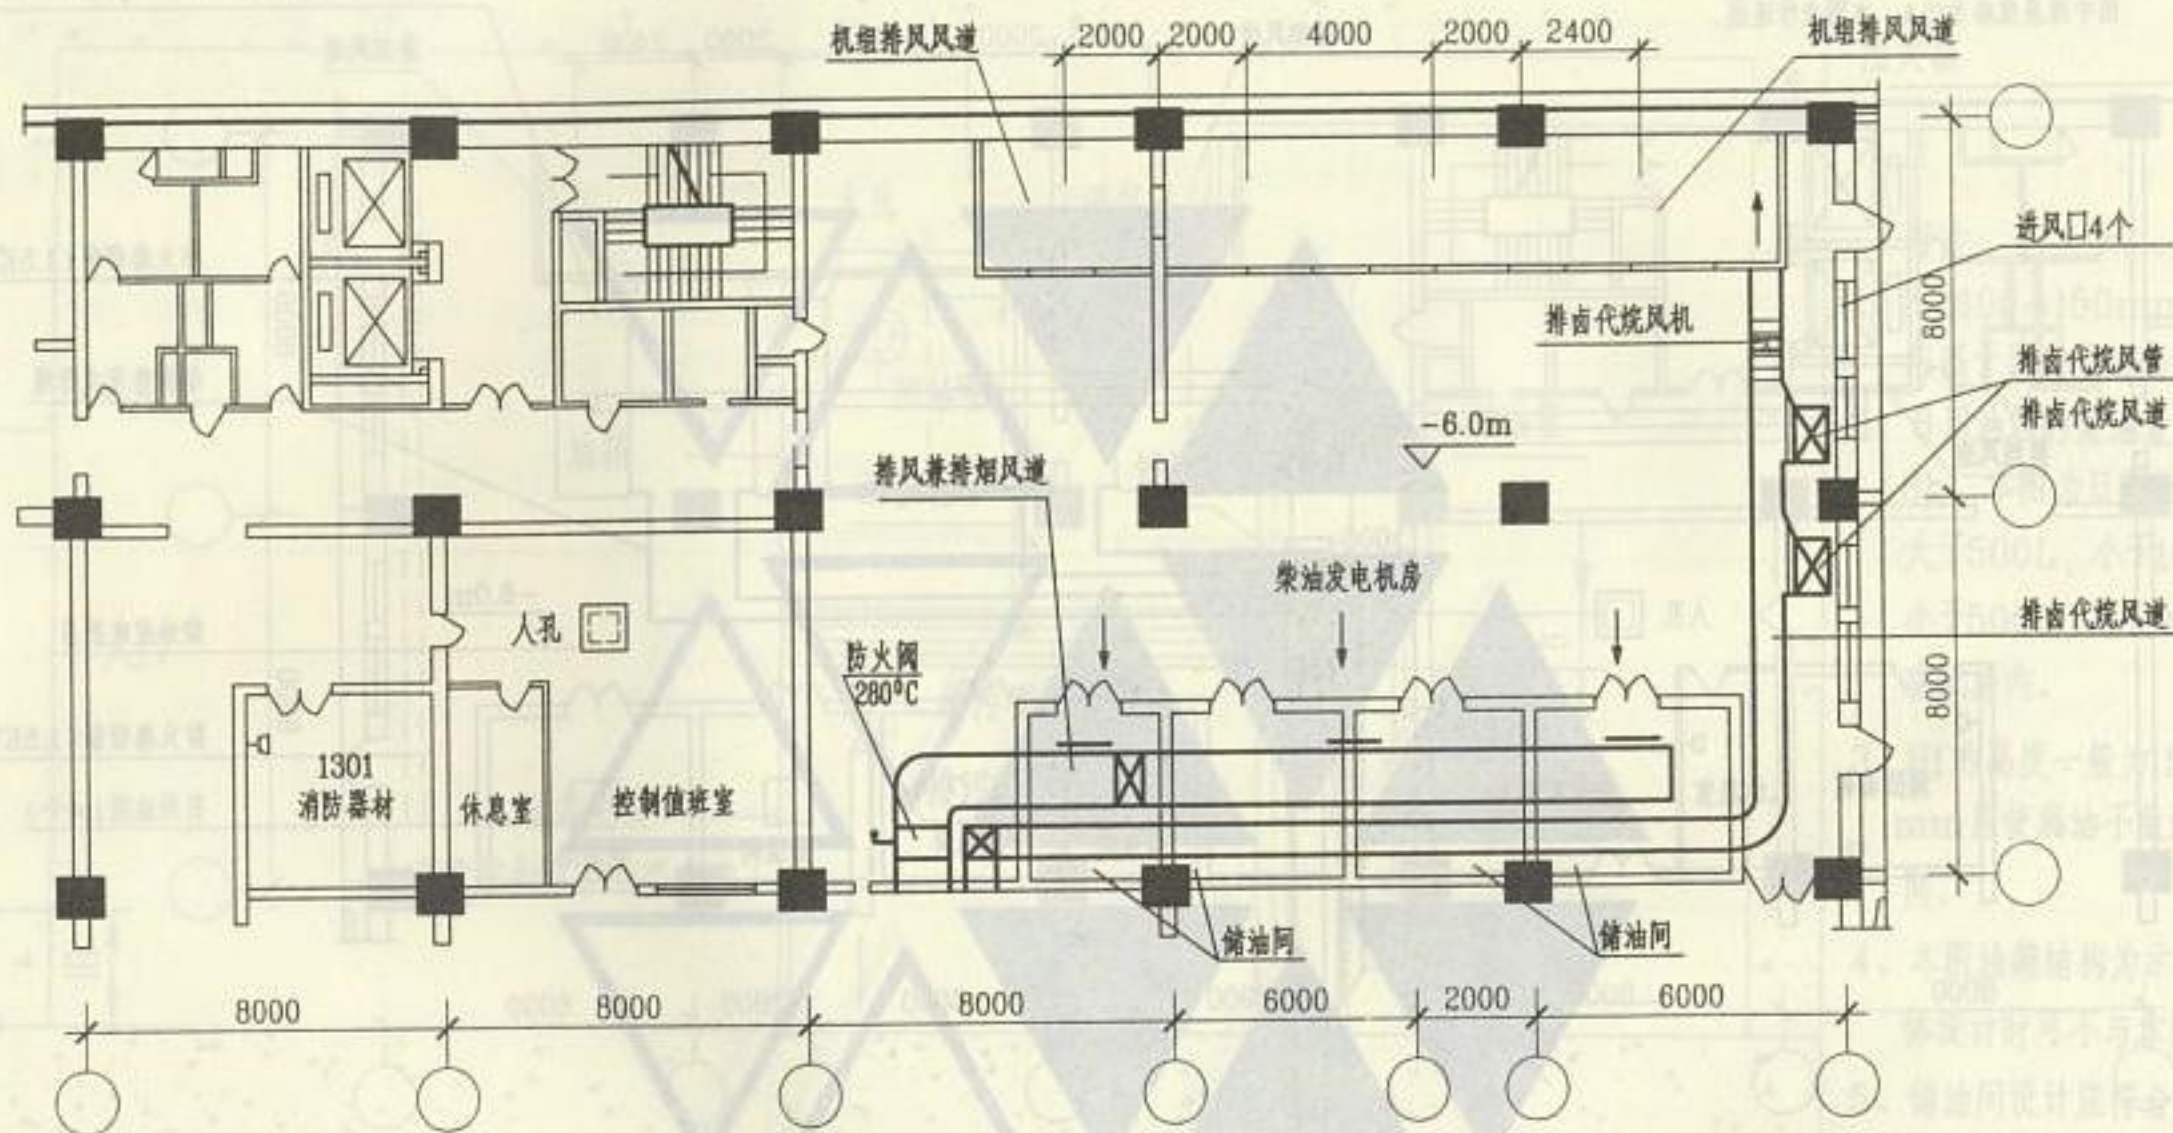 机组排风风道
2000
2000
4000
2000
2400
机组排风风道
进风口4个
8000
排卤代烷风机
排卤代烷风管
排卤代烷风道
-6.0m
排风兼排烟风道
柴油发电机房
人孔
防火阀
280°C
排卤代烷风道
8000
1301
消防器材
休息室
控制值班室
储油间
储油间
8000
8000
8000
6000
2000
6000